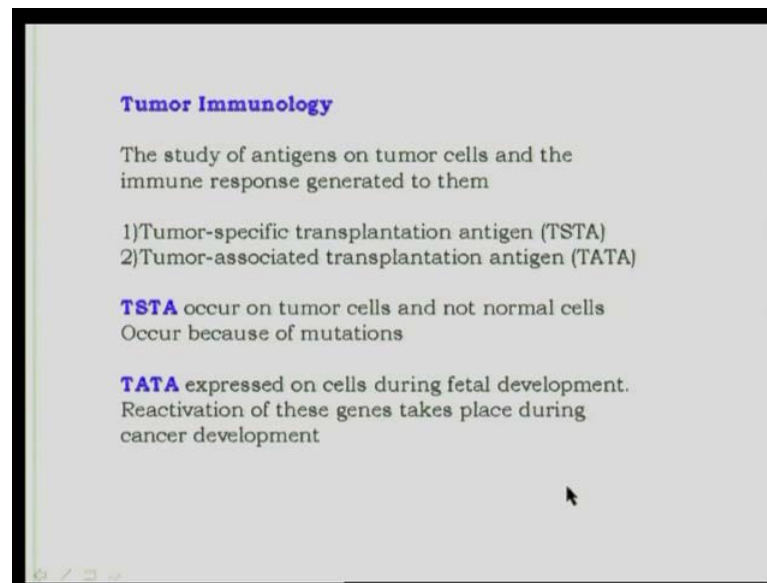 Tumor Immunology
The study of antigens on tumor cells and the
immune response generated to them
1)Tumor-specific transplantation antigen (TSTA)
2)Tumor-associated transplantation antigen (TATA)
TSTA occur on tumor cells and not normal cells
Occur because of mutations
TATA expressed on cells during fetal development.
Reactivation of these genes takes place during
cancer development